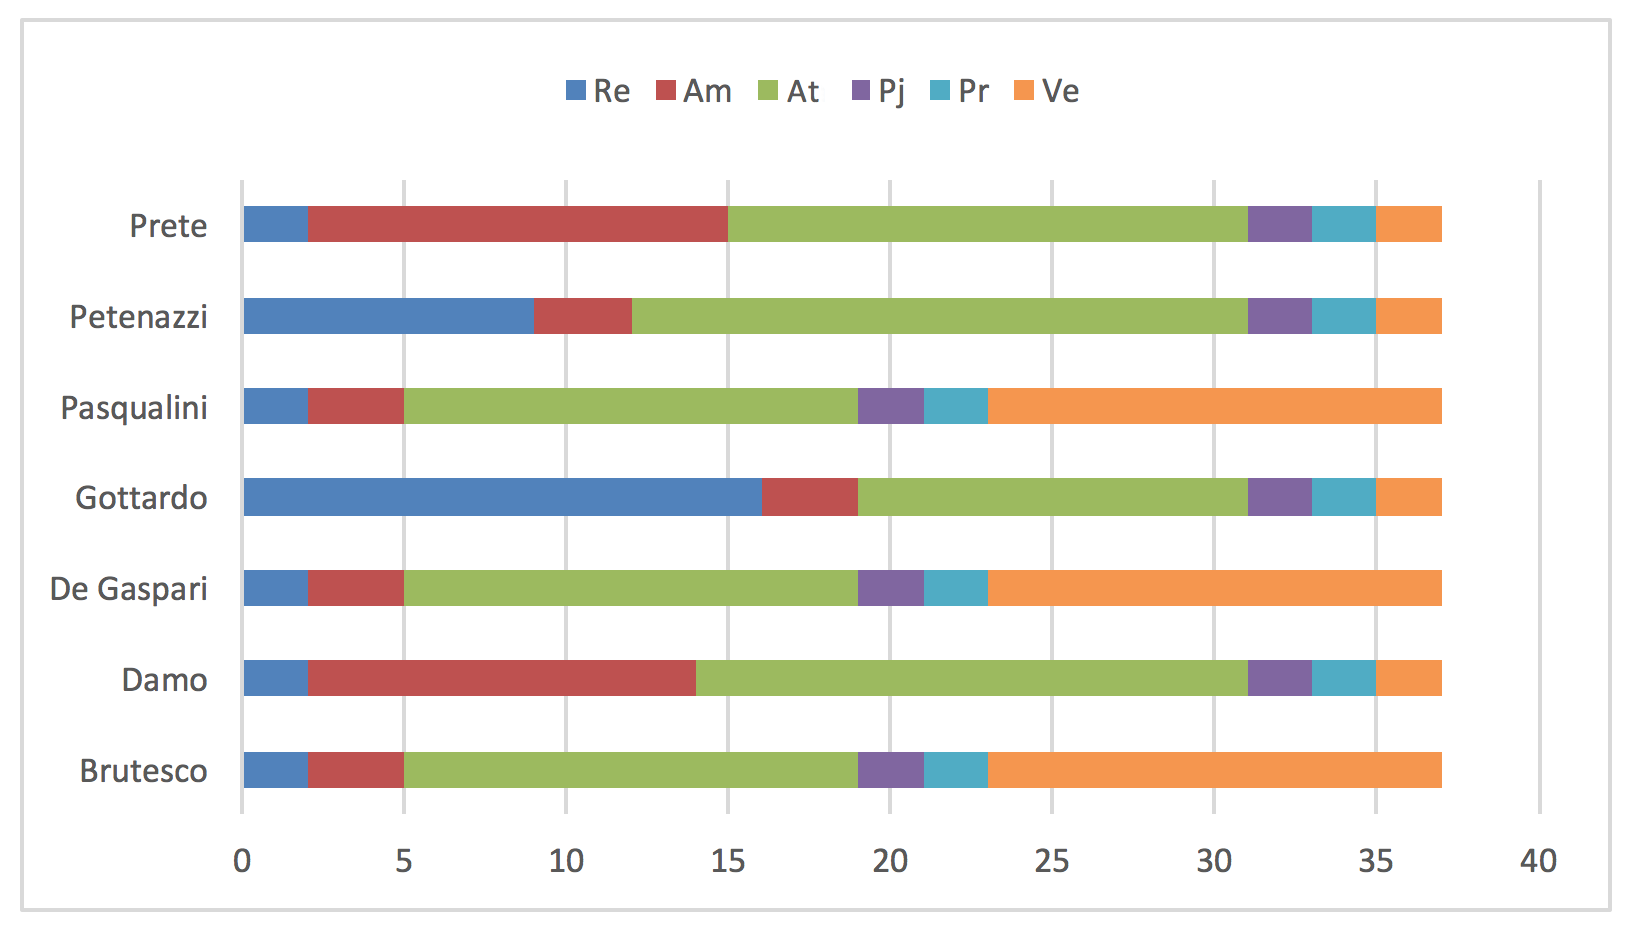 Re Am At Pj Pr Ve
Prete
Petenazzi
Pasqualini
Gottardo
De Gaspari
Damo
Brutesco
0 5 10 15 20 25 30 35 40